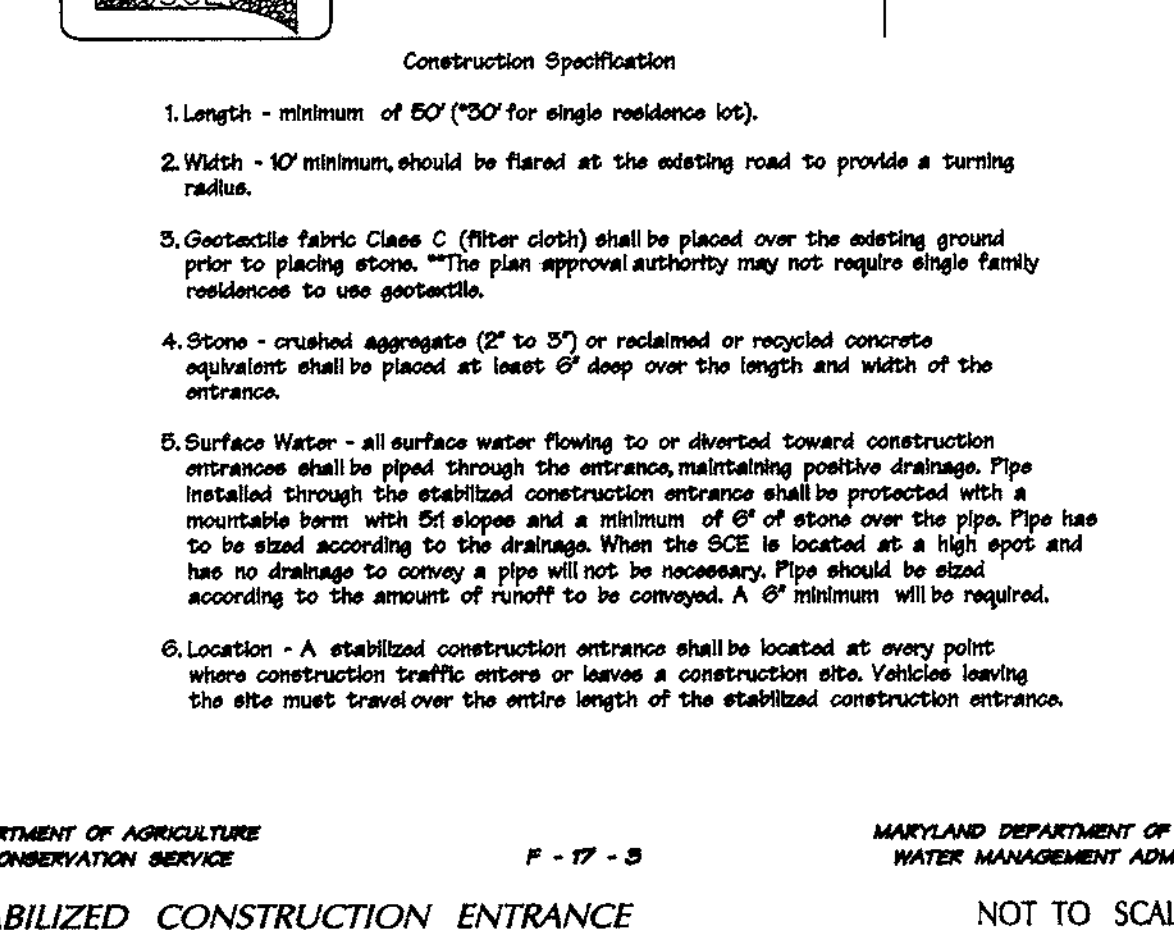 SCE
Construction Specification
1. Length - minimum of 50' (*30' for single residence lot).
2. Width - 10' minimum, should be flared at the existing road to provide a turning
radius.
3. Geotextile fabric Class C (filter cloth) shall be placed over the existing ground
prior to placing stone. **The plan approval authority may not require single family
residences to use geotextile.
4. Stone - crushed aggregate (2" to 3") or reclaimed or recycled concrete
equivalent shall be placed at least 6" deep over the length and width of the
entrance.
5. Surface Water - all surface water flowing to or diverted toward construction
entrances shall be piped through the entrance, maintaining positive drainage. Pipe
installed through the stabilized construction entrance shall be protected with a
mountable berm with 5:1 slopes and a minimum of 6" of stone over the pipe. Pipe has
to be sized according to the drainage. When the SCE is located at a high spot and
has no drainage to convey a pipe will not be necessary. Pipe should be sized
according to the amount of runoff to be conveyed. A 6" minimum will be required.
6. Location - A stabilized construction entrance shall be located at every point
where construction traffic enters or leaves a construction site. Vehicles leaving
the site must travel over the entire length of the stabilized construction entrance.
RTMENT OF AGRICULTURE
ONSERVATION SERVICE
F - 17 - 3
MARYLAND DEPARTMENT OF
WATER MANAGEMENT ADM
ABILIZED CONSTRUCTION ENTRANCE
NOT TO SCAL